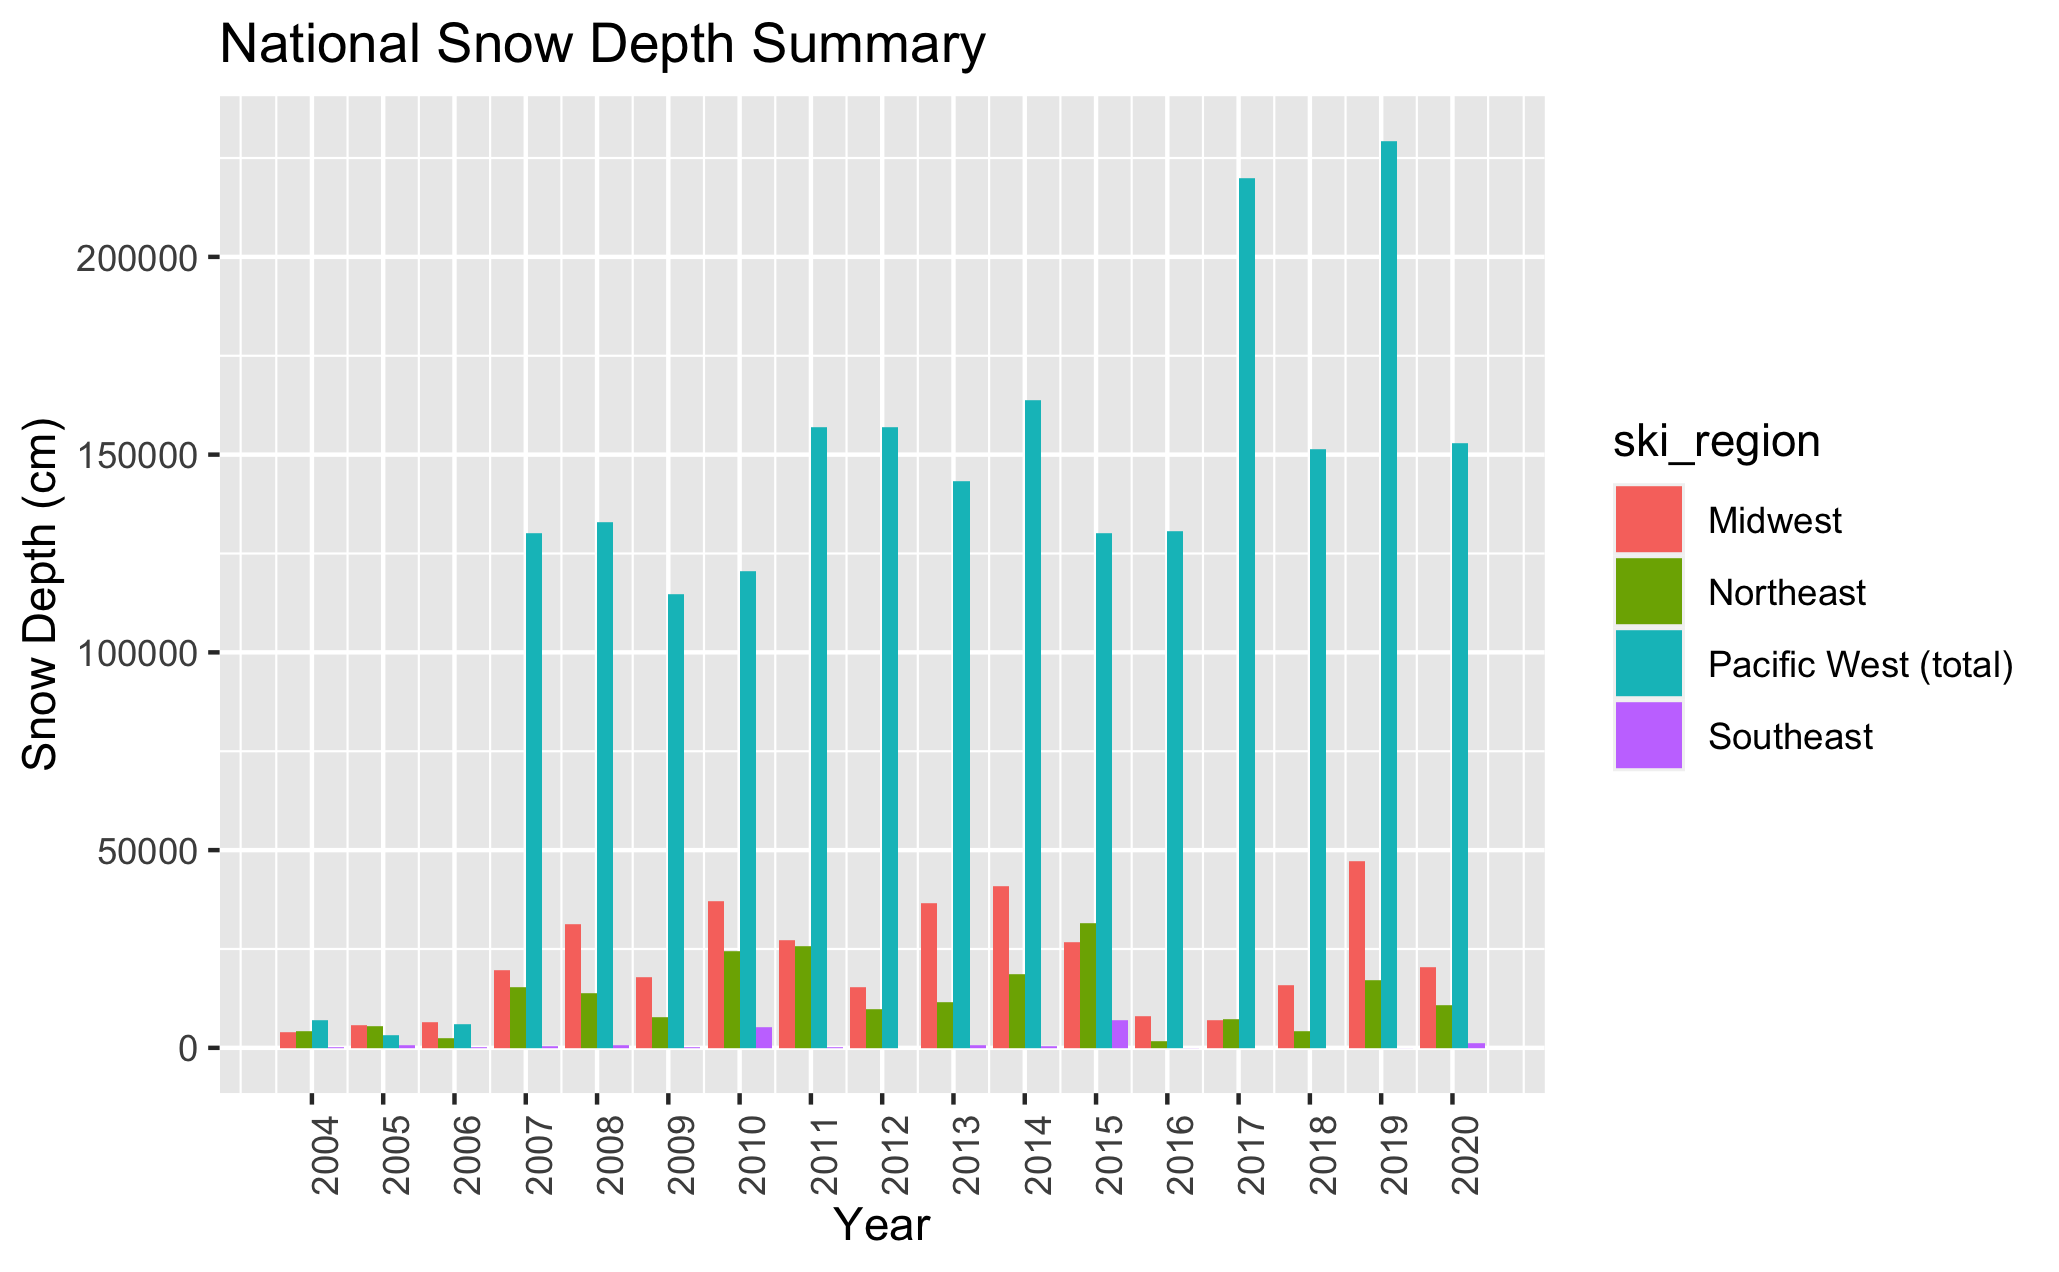 National Snow Depth Summary
Snow Depth (cm)
200000
150000
100000
50000
0
2004
2005
2006
2007
2008
2009
2010
2011
2012
2013
2014
2015
2016
2017
2018
2019
2020
Year
ski_region
Midwest
Northeast
Pacific West (total)
Southeast